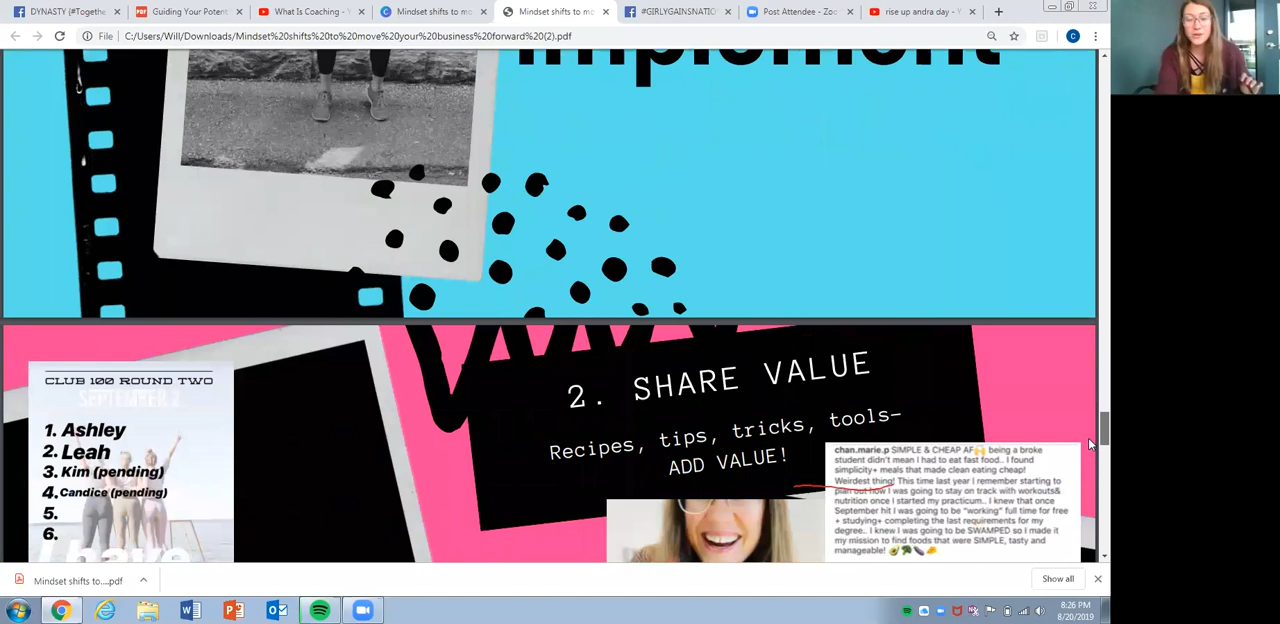 DYNASTY {#Togethe
Guiding Your Potent
What Is Coaching - Y
Mindset shifts to mo
Mindset shifts to mo
#GIRLYGAINSNATIO
Post Attendee - Zoo
rise up andra day - Y
File
C:/Users/Will/Downloads/Mindset%20shifts%20to%20move%20your%20business%20forward%20(2).pdf
implement
CLUB 100 ROUND TWO
SEPTEMBER 2
1. Ashley
2. Leah
3. Kim (pending)
4. Candice (pending)
5.
6.
I have
2. SHARE VALUE
Recipes, tips, tricks, tools-
ADD VALUE!
chan.marie.p SIMPLE & CHEAP AF🙌 being a broke
student didn't mean I had to eat fast food.. I found
simplicity+ meals that made clean eating cheap!
Weirdest thing! This time last year I remember starting to
plan out how I was going to stay on track with workouts&
nutrition once I started my practicum.. I knew that once
September hit I was going to be "working" full time for free
+ studying+ completing the last requirements for my
degree.. I knew I was going to be SWAMPED so I made it
my mission to find foods that were SIMPLE, tasty and
manageable! 🥑🥦🍆🌮
Mindset shifts to....pdf
Show all
8:26 PM
8/20/2019